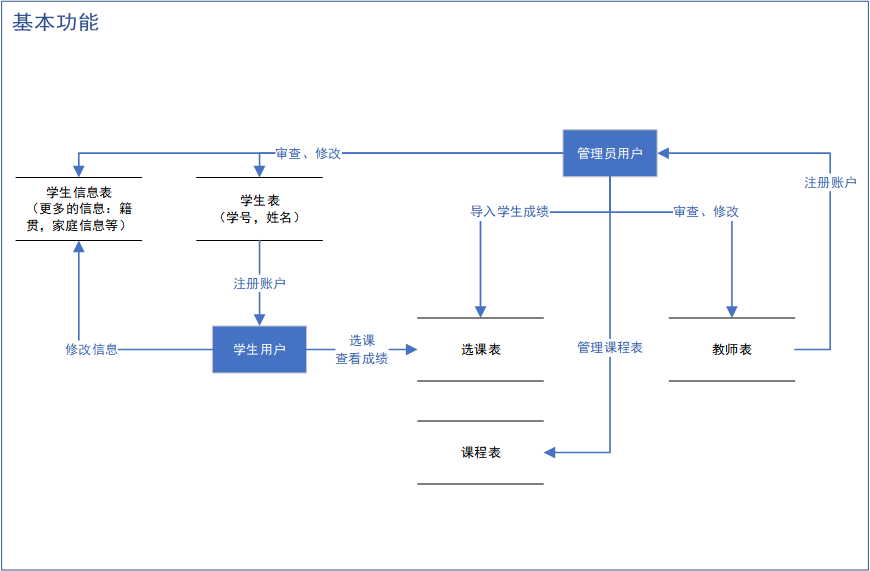 基本功能
审查、修改
管理员用户
注册账户
学生信息表
（更多的信息：籍
贯，家庭信息等）
学生表
（学号，姓名）
导入学生成绩
审查、修改
注册账户
修改信息
学生用户
选课
查看成绩
选课表
管理课程表
教师表
课程表